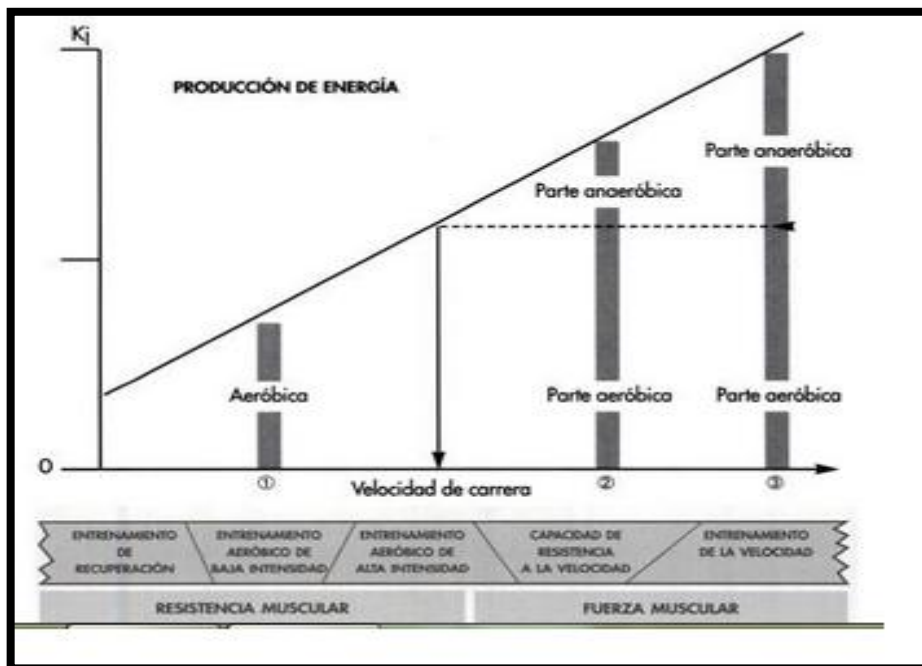 Kj
PRODUCCIÓN DE ENERGÍA
Parte anaeróbica
Parte anaeróbica
Aeróbica
Parte aeróbica
Parte aeróbica
0
①
Velocidad de carrera
②
③
ENTRENAMIENTO
DE
RECUPERACIÓN
ENTRENAMIENTO
AERÓBICO DE
BAJA INTENSIDAD
ENTRENAMIENTO
AERÓBICO DE
ALTA INTENSIDAD
CAPACIDAD DE
RESISTENCIA
A LA VELOCIDAD
ENTRENAMIENTO
DE LA VELOCIDAD
RESISTENCIA MUSCULAR
FUERZA MUSCULAR